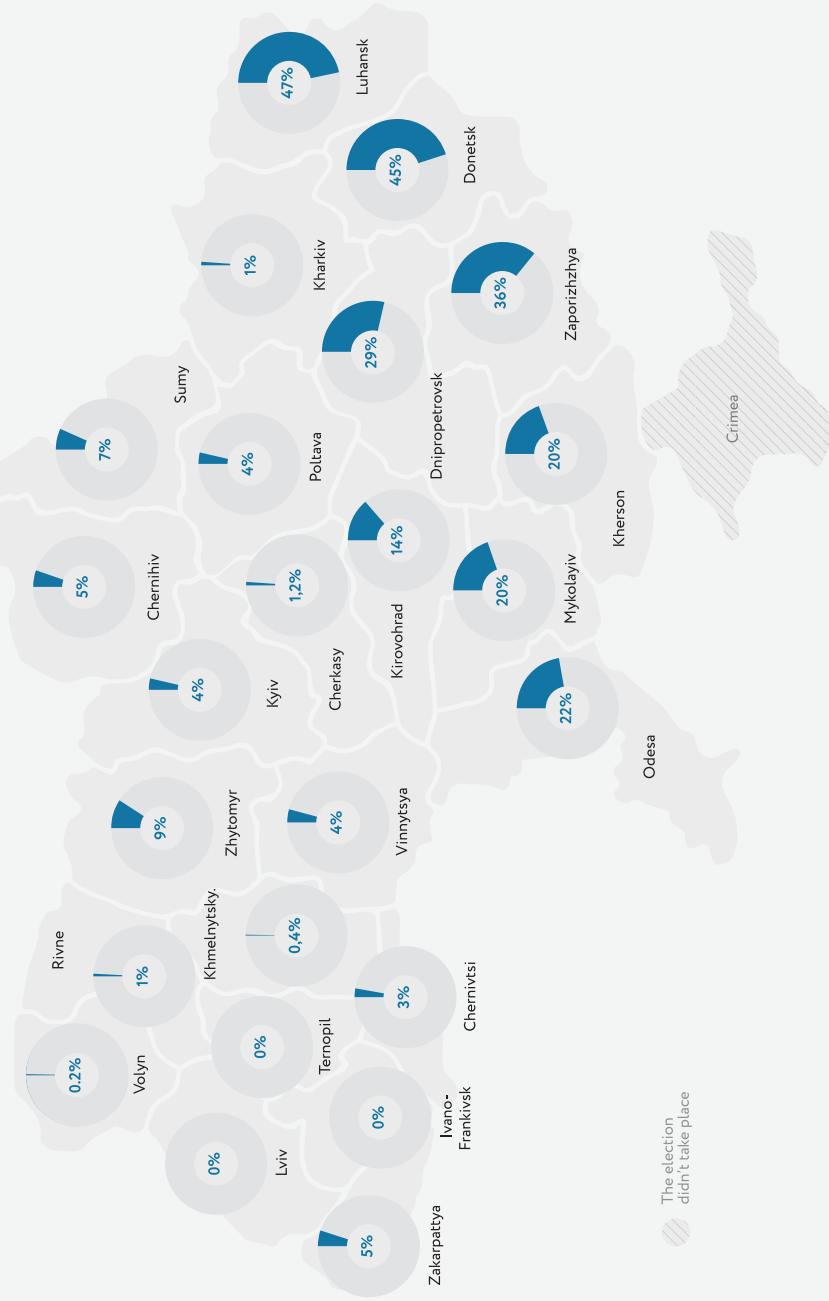 0.2%
Volyn
1%
Rivne
0%
Lviv
5%
Zakarpattya
0%
Ivano-
Frankivsk
0%
Ternopil
0,4%
Khmelnytsky.
3%
Chernivtsi
9%
Zhytomyr
4%
Vinnytsya
4%
Kyiv
5%
Chernihiv
7%
Sumy
1,2%
Cherkasy
4%
Poltava
1%
Kharkiv
47%
Luhansk
45%
Donetsk
29%
Dnipropetrovsk
14%
Kirovohrad
36%
Zaporizhzhya
20%
Kherson
20%
Mykolayiv
22%
Odesa
Crimea
The election
didn't take place